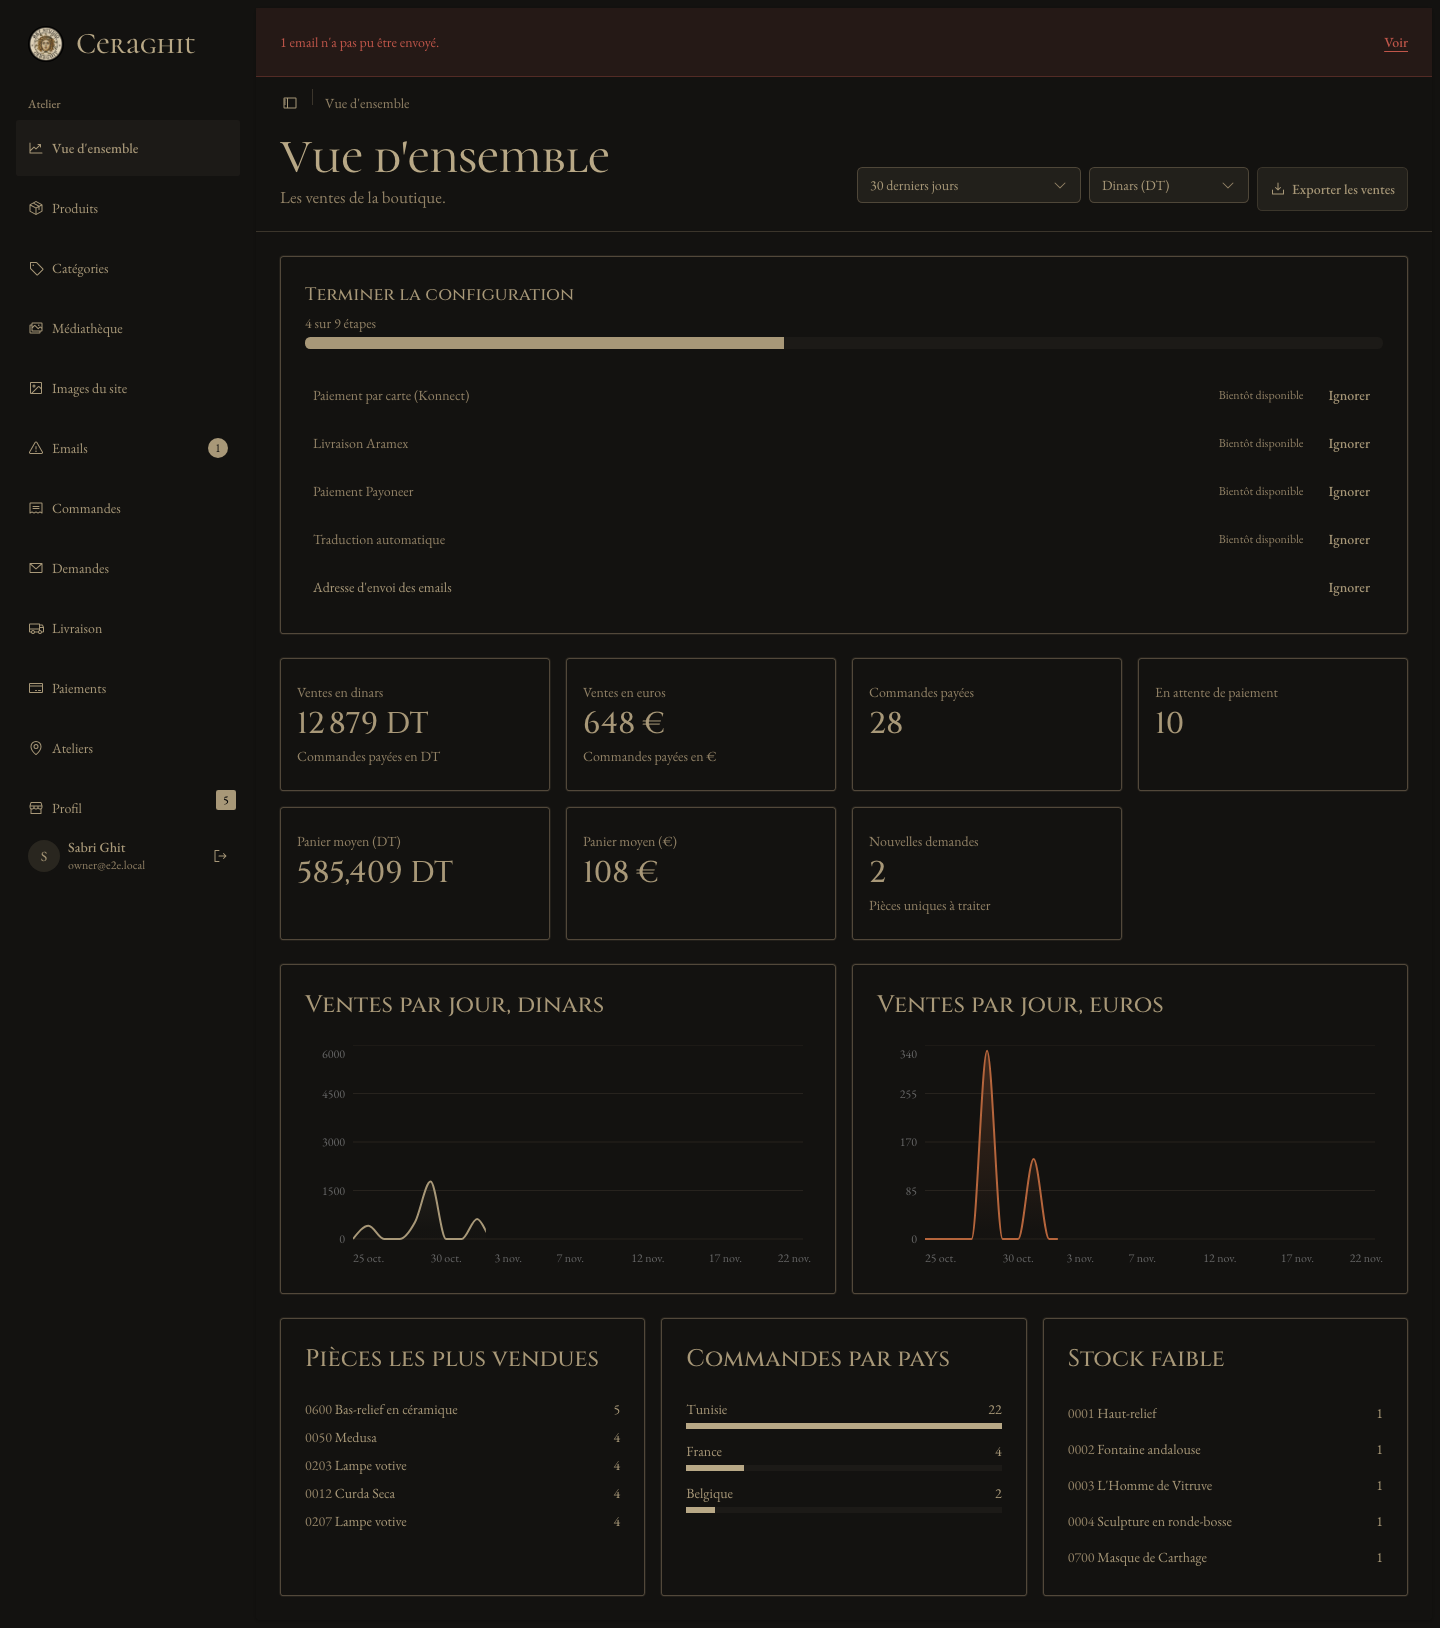 Ceraghit
Atelier
Vue d'ensemble
Produits
Catégories
Médiathèque
Images du site
Emails 1
Commandes
Demandes
Livraison
Paiements
Ateliers
Profil 5
S
Sabri Ghit
owner@e2e.local
1 email n'a pas pu être envoyé. Voir
Vue d'ensemble
Vue d'ensemble
Les ventes de la boutique.
30 derniers jours Dinars (DT) Exporter les ventes
Terminer la configuration
4 sur 9 étapes
Paiement par carte (Konnect) Bientôt disponible Ignorer
Livraison Aramex Bientôt disponible Ignorer
Paiement Payoneer Bientôt disponible Ignorer
Traduction automatique Bientôt disponible Ignorer
Adresse d'envoi des emails Ignorer
Ventes en dinars
12 879 DT
Commandes payées en DT
Ventes en euros
648 €
Commandes payées en €
Commandes payées
28
En attente de paiement
10
Panier moyen (DT)
585,409 DT
Panier moyen (€)
108 €
Nouvelles demandes
2
Pièces uniques à traiter
Ventes par jour, dinars
6000
4500
3000
1500
0
25 oct. 30 oct. 3 nov. 7 nov. 12 nov. 17 nov. 22 nov.
Ventes par jour, euros
340
255
170
85
0
25 oct. 30 oct. 3 nov. 7 nov. 12 nov. 17 nov. 22 nov.
Pièces les plus vendues
0600 Bas-relief en céramique 5
0050 Medusa 4
0203 Lampe votive 4
0012 Curda Seca 4
0207 Lampe votive 4
Commandes par pays
Tunisie 22
France 4
Belgique 2
Stock faible
0001 Haut-relief 1
0002 Fontaine andalouse 1
0003 L'Homme de Vitruve 1
0004 Sculpture en ronde-bosse 1
0700 Masque de Carthage 1